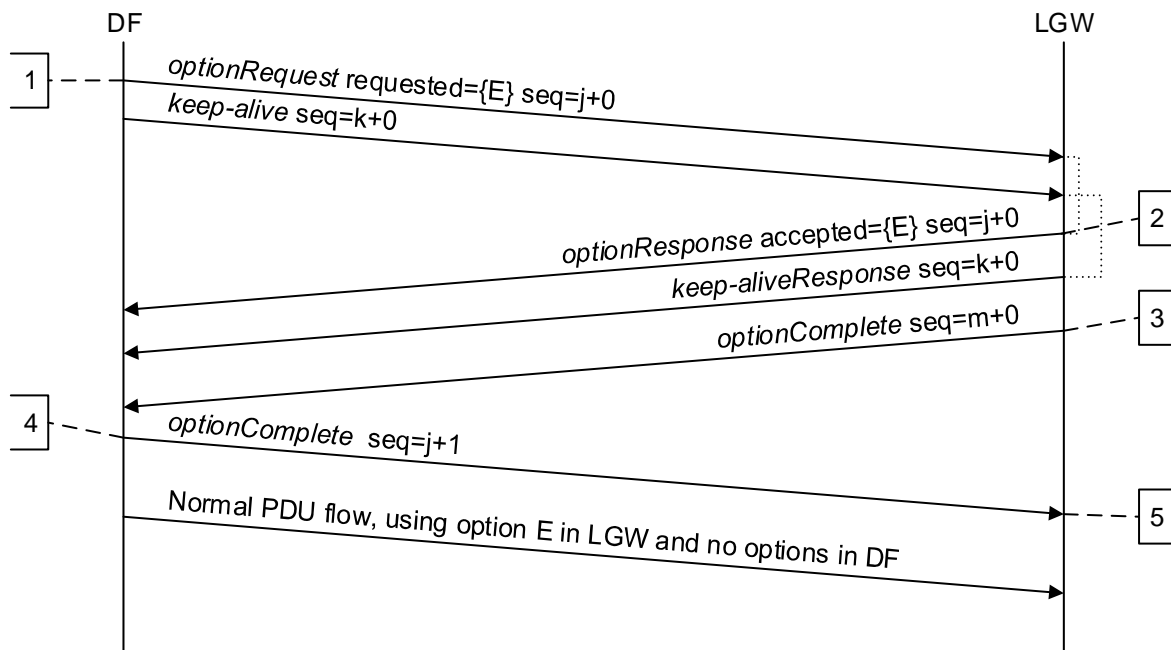 DF
LGW
1
optionRequest requested={E} seq=j+0
keep-alive seq=k+0
2
optionResponse accepted={E} seq=j+0
keep-aliveResponse seq=k+0
3
optionComplete seq=m+0
4
optionComplete seq=j+1
5
Normal PDU flow, using option E in LGW and no options in DF